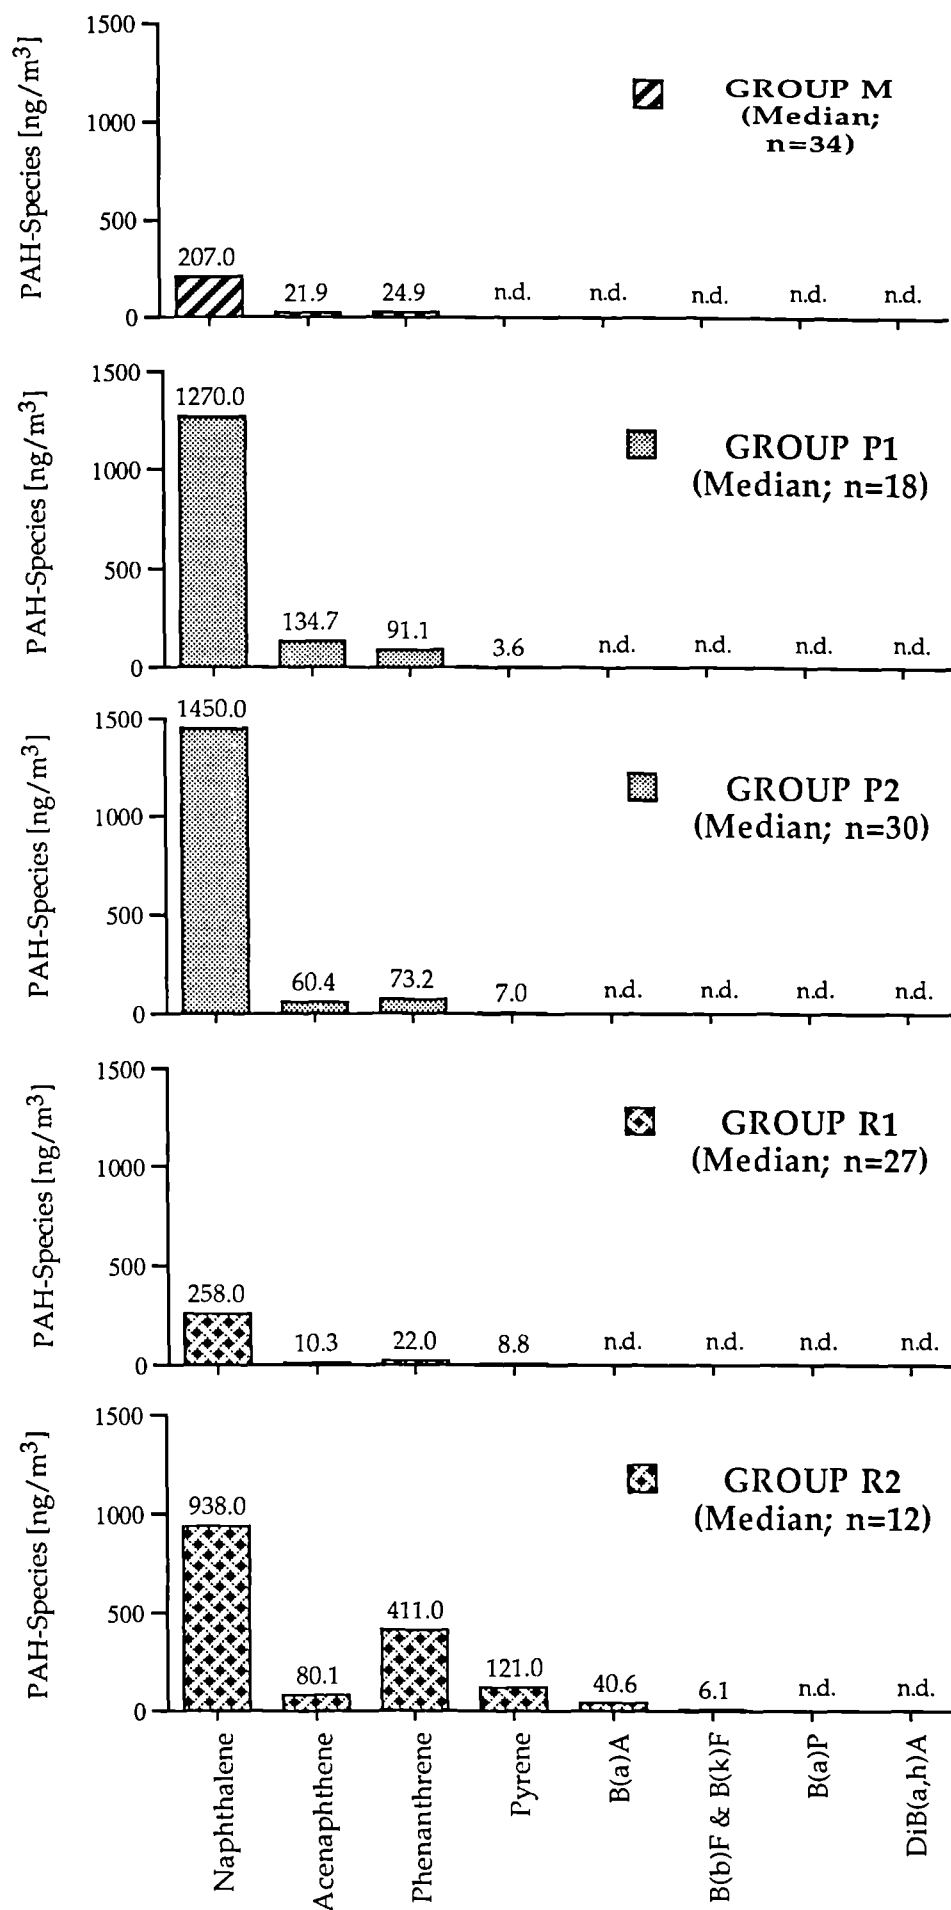 PAH-Species [ng/m³]
1500
1000
500
0
GROUP M
(Median;
n=34)
207.0
21.9
24.9
n.d.
n.d.
n.d.
n.d.
n.d.
PAH-Species [ng/m³]
1500
1000
500
0
GROUP P1
(Median; n=18)
1270.0
134.7
91.1
3.6
n.d.
n.d.
n.d.
n.d.
PAH-Species [ng/m³]
1500
1000
500
0
GROUP P2
(Median; n=30)
1450.0
60.4
73.2
7.0
n.d.
n.d.
n.d.
n.d.
PAH-Species [ng/m³]
1500
1000
500
0
GROUP R1
(Median; n=27)
258.0
10.3
22.0
8.8
n.d.
n.d.
n.d.
n.d.
PAH-Species [ng/m³]
1500
1000
500
0
GROUP R2
(Median; n=12)
938.0
80.1
411.0
121.0
40.6
6.1
n.d.
n.d.
Naphthalene
Acenaphthene
Phenanthrene
Pyrene
B(a)A
B(b)F & B(k)F
B(a)P
DiB(a,h)A